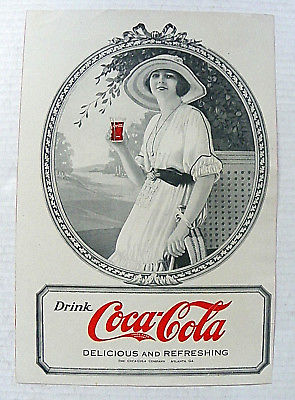 Drink
Coca-Cola
DELICIOUS AND REFRESHING
THE COCA-COLA COMPANY ATLANTA, GA.